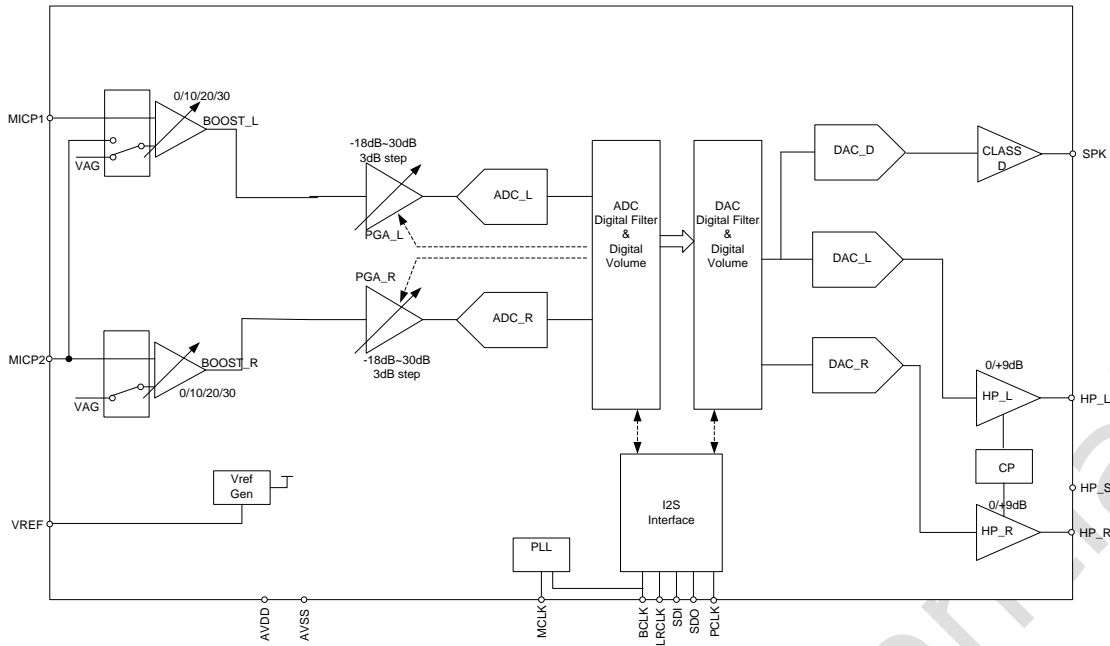 0/10/20/30
MICP1
BOOST_L
VAG
-18dB~30dB
3dB step
PGA_L
ADC_L
ADC
Digital Filter
&
Digital
Volume
DAC
Digital Filter
&
Digital
Volume
DAC_D
CLASS
D
SPK
DAC_L
PGA_R
ADC_R
-18dB~30dB
3dB step
MICP2
BOOST_R
0/10/20/30
VAG
DAC_R
0/+9dB
HP_L
HP_L
CP
HP_S
0/+9dB
HP_R
HP_R
Vref
Gen
VREF
I2S
Interface
PLL
AVDD
AVSS
MCLK
BCLK
LRCLK
SDI
SDO
PCLK